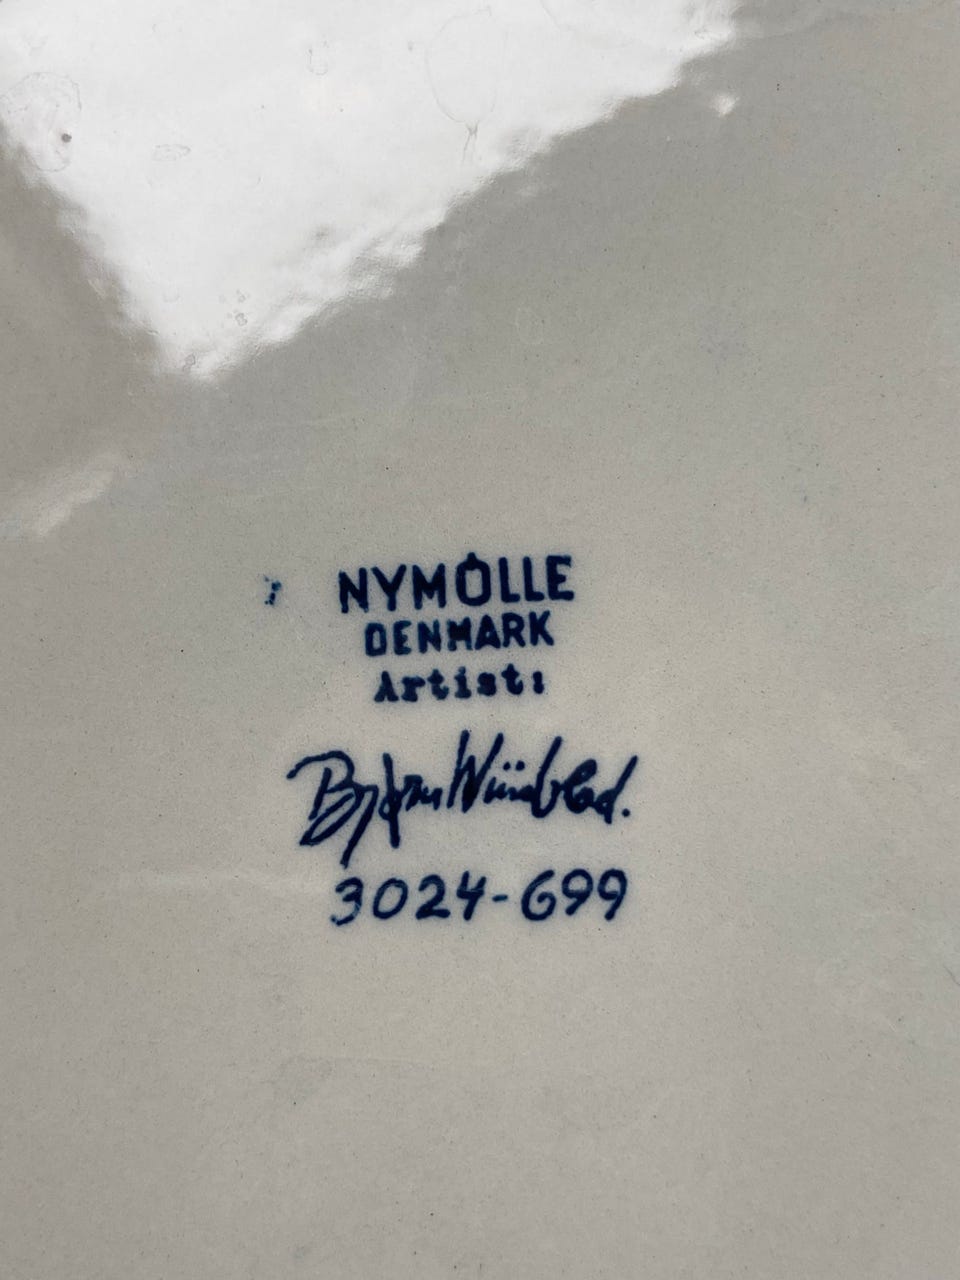 NYMÖLLE
DENMARK
Artist:
Bjørn Wiinblad.
3024-699